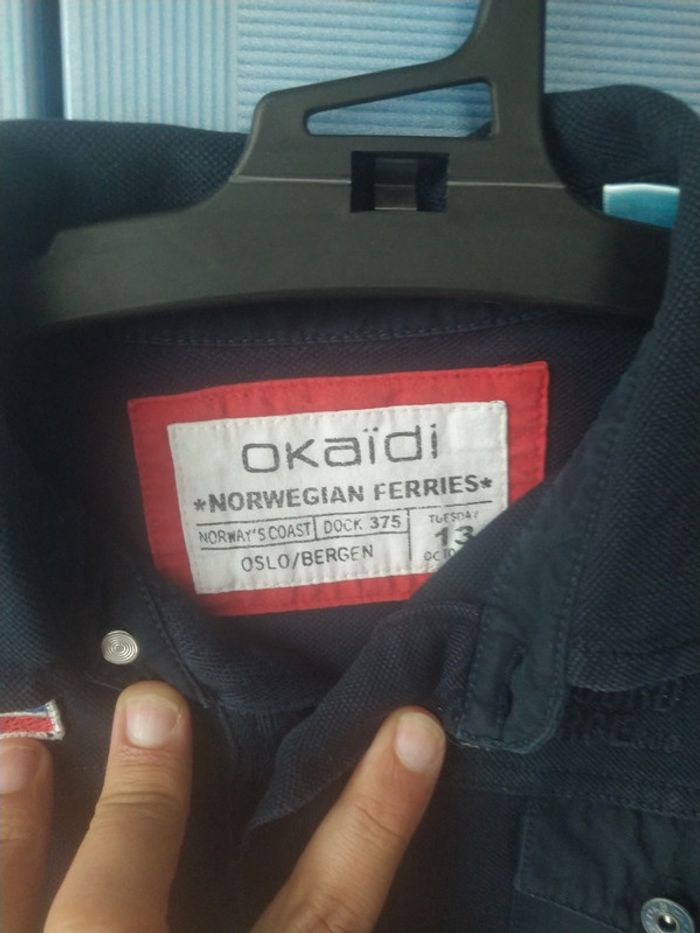 okaïdi
*NORWEGIAN FERRIES*
NORWAY'S COAST DOCK 375
OSLO/BERGEN
TUESDAY
13